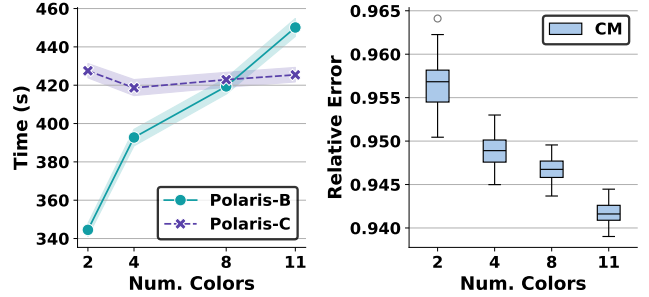 460
440
420
400
380
360
340
Time (s)
2 4 8 11
Num. Colors
Polaris-B
Polaris-C
0.965
0.960
0.955
0.950
0.945
0.940
Relative Error
2 4 8 11
Num. Colors
CM